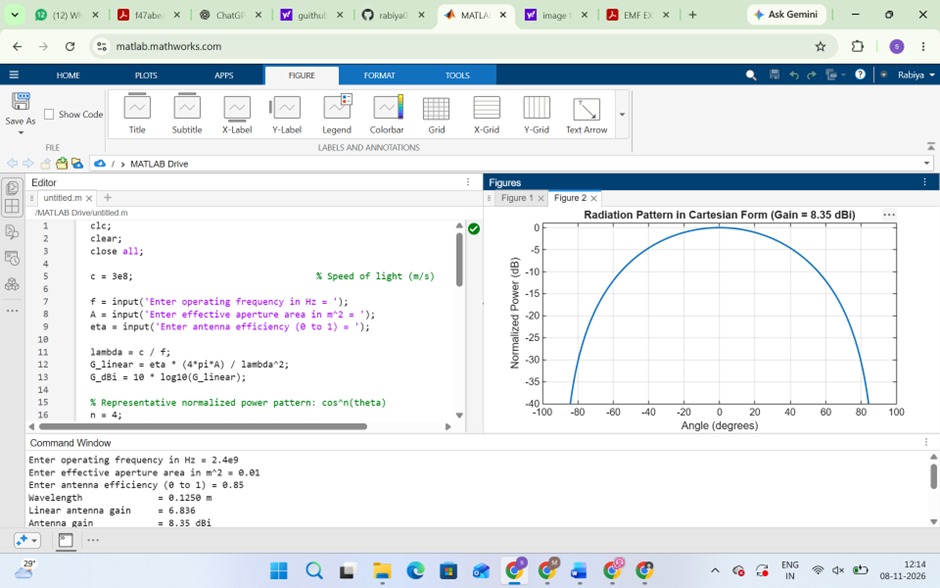 12) W
f47abe
ChatGP
guithub
rabiya0
MATLA
image t
EMF EX
Ask Gemini
matlab.mathworks.com
HOME PLOTS APPS FIGURE FORMAT TOOLS
Rabiya
Save As
Show Code
Title Subtitle X-Label Y-Label Legend Colorbar Grid X-Grid Y-Grid Text Arrow
FILE
LABELS AND ANNOTATIONS
/ > MATLAB Drive
Editor
untitled.m
/MATLAB Drive/untitled.m
1 clc;
2 clear;
3 close all;
4
5 c = 3e8; % Speed of light (m/s)
6
7 f = input('Enter operating frequency in Hz = ');
8 A = input('Enter effective aperture area in m^2 = ');
9 eta = input('Enter antenna efficiency (0 to 1) = ');
10
11 lambda = c / f;
12 G_linear = eta * (4*pi*A) / lambda^2;
13 G_dBi = 10 * log10(G_linear);
14
15 % Representative normalized power pattern: cos^n(theta)
16 n = 4;
Figures
Figure 1 Figure 2
Radiation Pattern in Cartesian Form (Gain = 8.35 dBi)
Normalized Power (dB)
0
-5
-10
-15
-20
-25
-30
-35
-40
-100 -80 -60 -40 -20 0 20 40 60 80 100
Angle (degrees)
Command Window
Enter operating frequency in Hz = 2.4e9
Enter effective aperture area in m^2 = 0.01
Enter antenna efficiency (0 to 1) = 0.85
Wavelength = 0.1250 m
Linear antenna gain = 6.836
Antenna gain = 8.35 dBi
29°
ENG
IN
12:14
08-11-2026